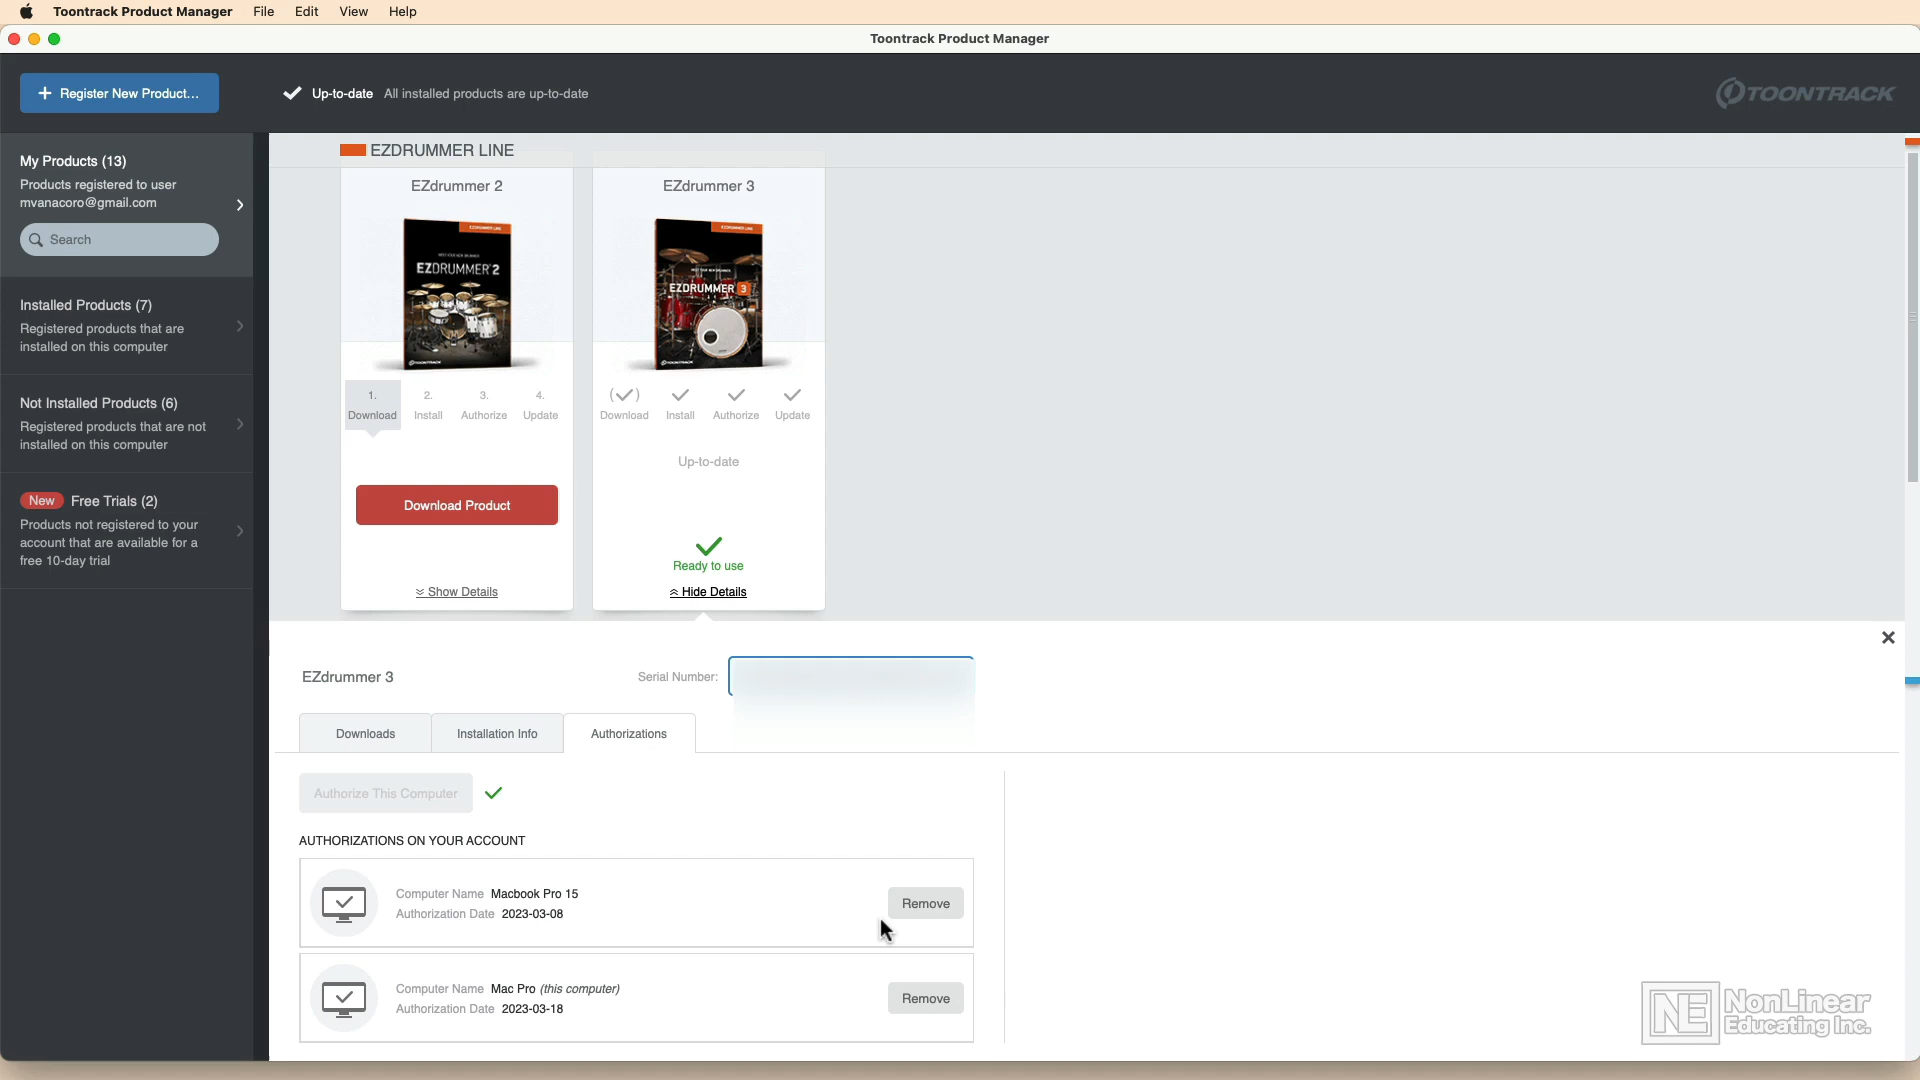 Toontrack Product Manager File Edit View Help
Toontrack Product Manager
+ Register New Product...
Up-to-date All installed products are up-to-date
TOONTRACK
My Products (13)
Products registered to user
mvanacoro@gmail.com
Search
Installed Products (7)
Registered products that are
installed on this computer
Not Installed Products (6)
Registered products that are not
installed on this computer
New Free Trials (2)
Products not registered to your
account that are available for a
free 10-day trial
EZDRUMMER LINE
EZdrummer 2
EZDRUMMER LINE
EZDRUMMER 2
TOONTRACK
1. 2. 3. 4.
Download Install Authorize Update
Download Product
Show Details
EZdrummer 3
EZDRUMMER LINE
EZDRUMMER 3
TOONTRACK
Download Install Authorize Update
Up-to-date
Ready to use
Hide Details
EZdrummer 3
Serial Number:
Downloads Installation Info Authorizations
Authorize This Computer
AUTHORIZATIONS ON YOUR ACCOUNT
Computer Name Macbook Pro 15
Authorization Date 2023-03-08
Remove
Computer Name Mac Pro (this computer)
Authorization Date 2023-03-18
Remove
NE NonLinear
Educating Inc.